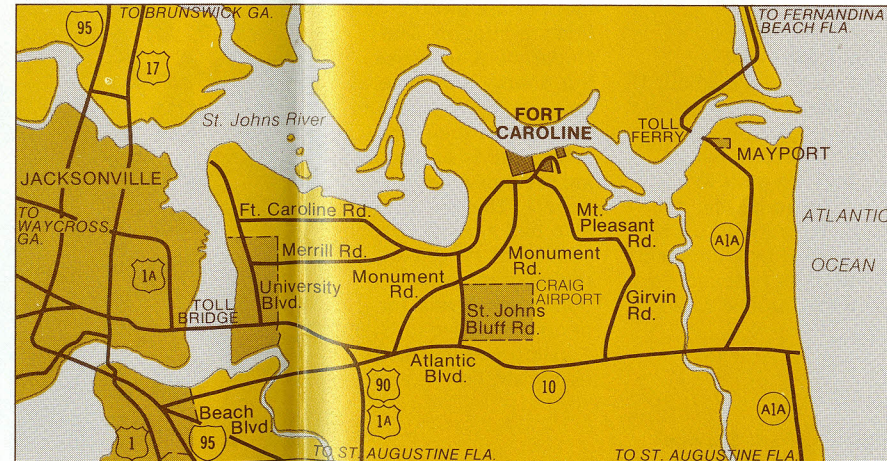 95
TO BRUNSWICK GA.
TO FERNANDINA
BEACH FLA.
17
St. Johns River
FORT
CAROLINE
TOLL
FERRY
MAYPORT
JACKSONVILLE
TO
WAYCROSS
GA.
Ft. Caroline Rd.
Mt.
Pleasant
Rd.
ATLANTIC
OCEAN
A1A
Merrill Rd.
Monument
Rd.
Monument
Rd.
1A
University
Blvd.
CRAIG
AIRPORT
Girvin
Rd.
TOLL
BRIDGE
St. Johns
Bluff Rd.
Atlantic
Blvd.
90
10
1A
A1A
Beach
Blvd.
1
95
TO ST. AUGUSTINE FLA.
TO ST. AUGUSTINE FLA.